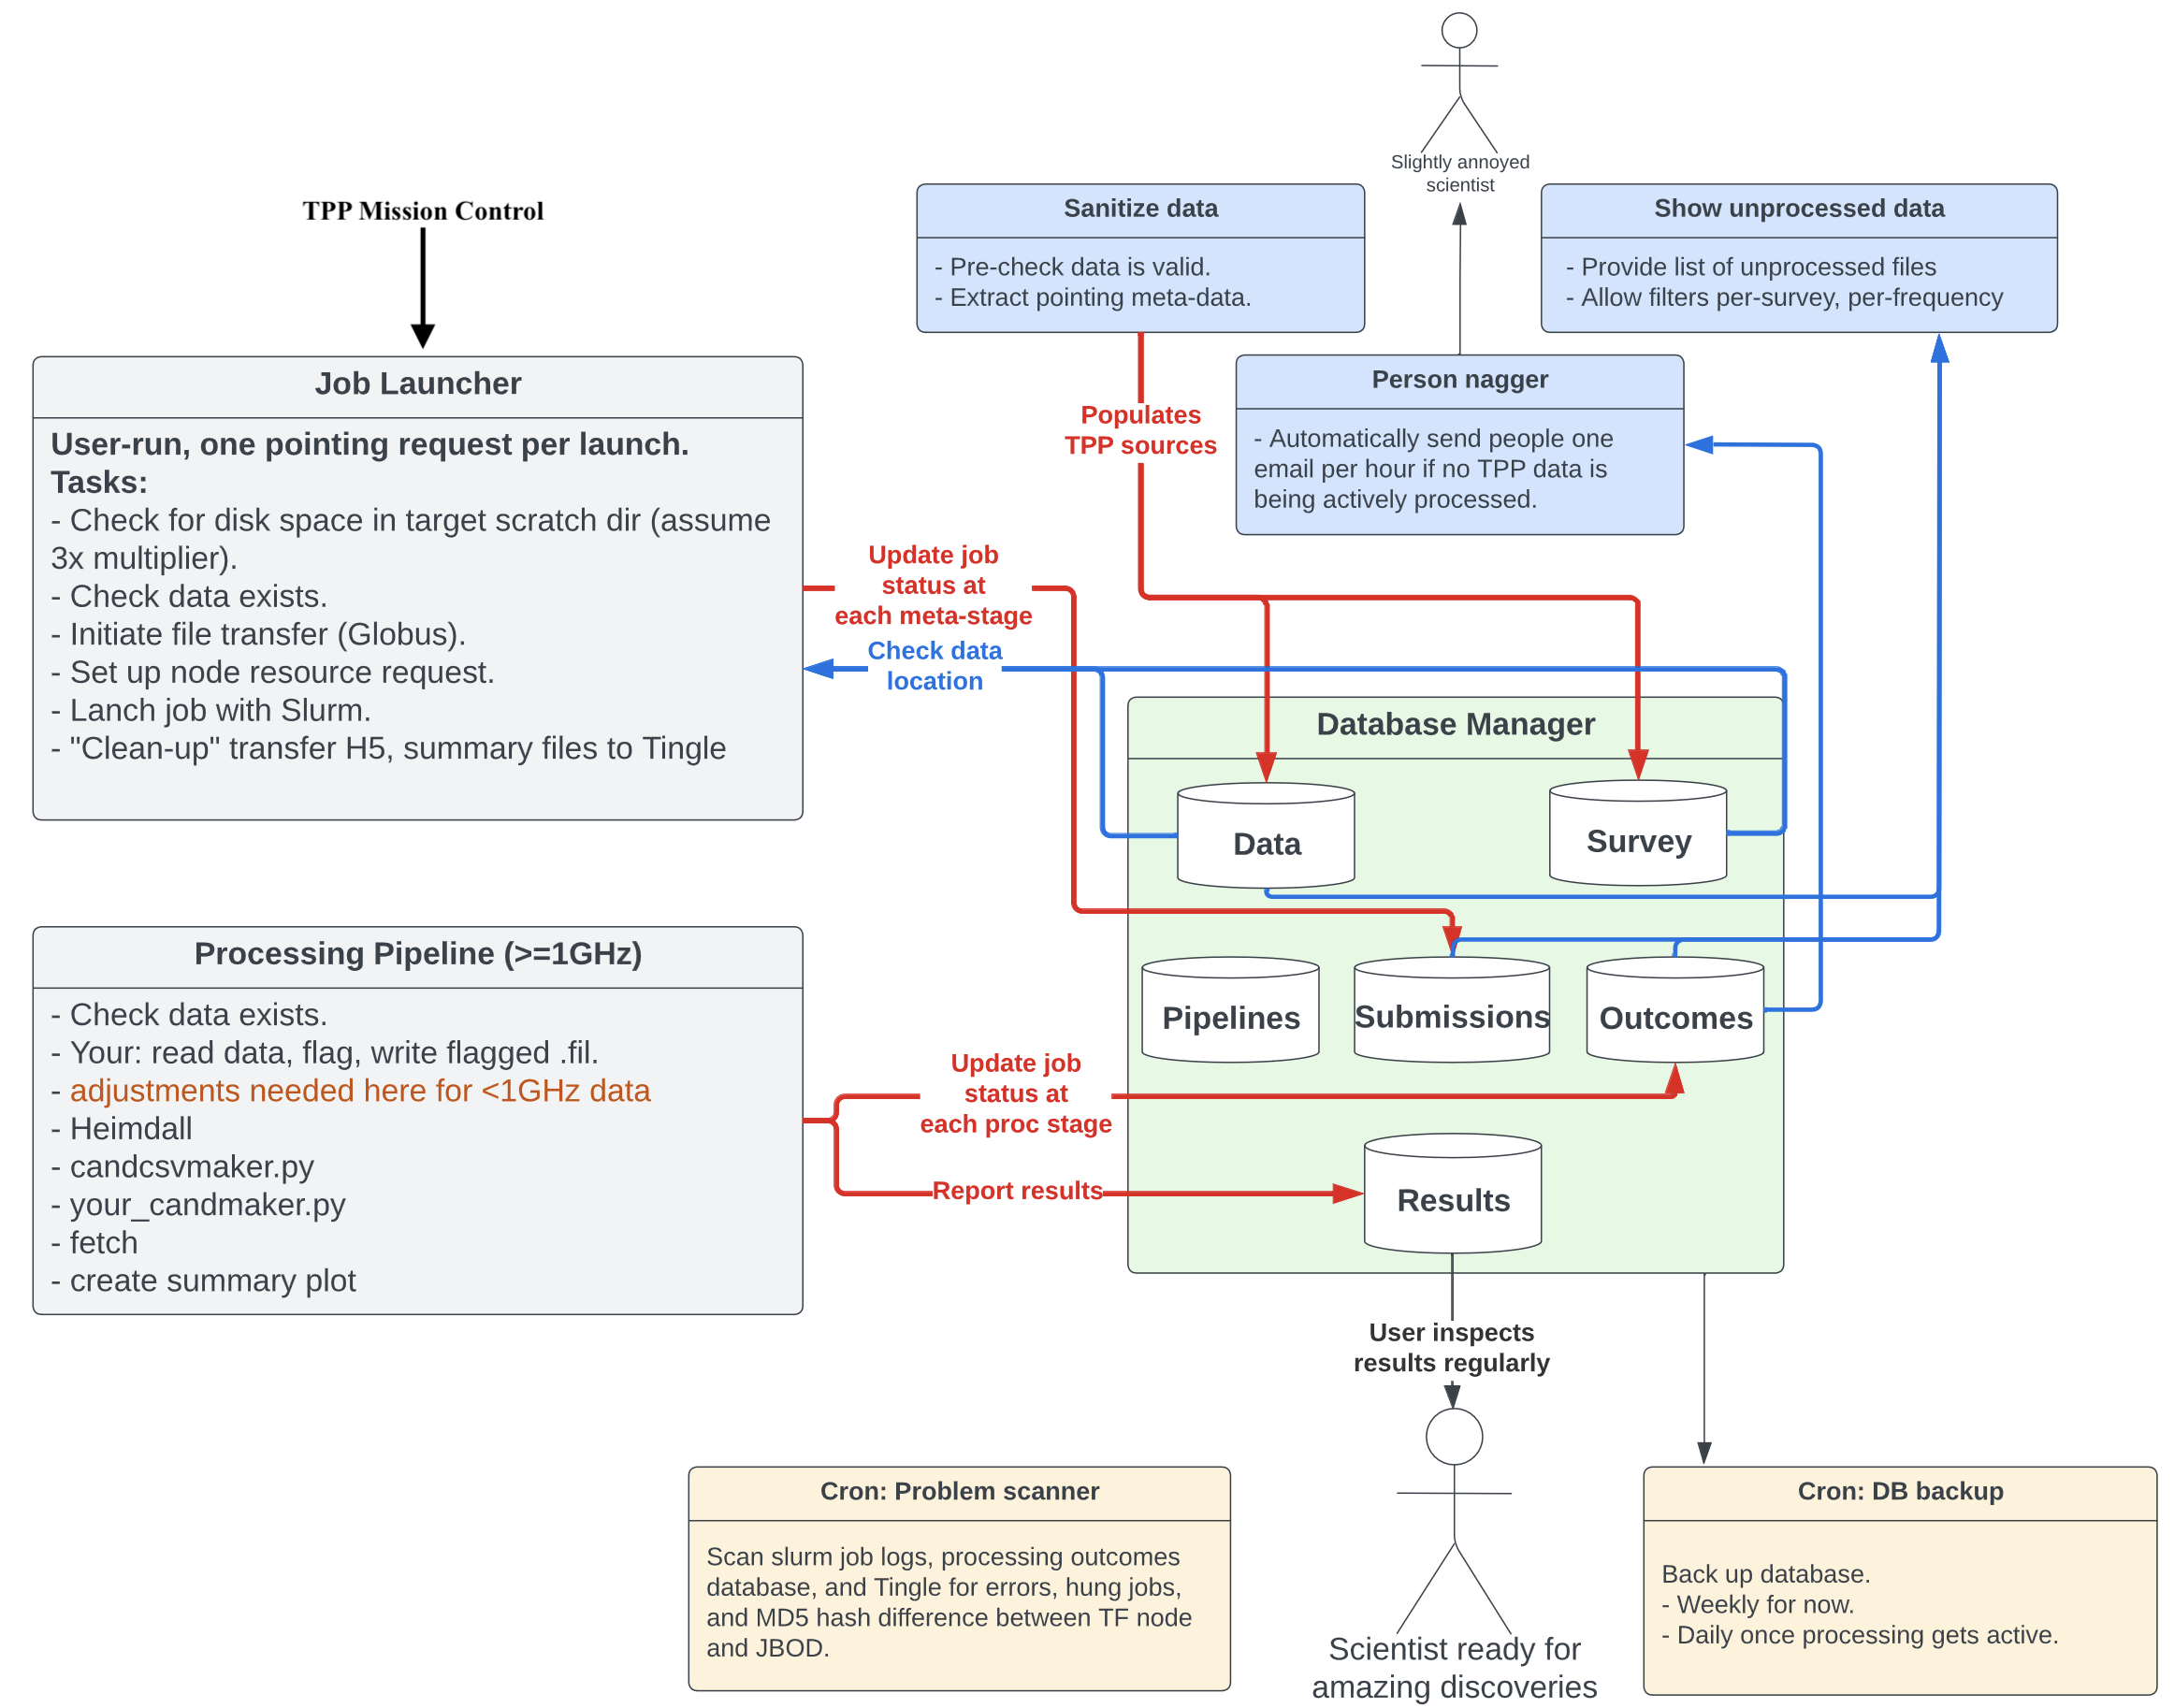 Slightly annoyed
scientist
TPP Mission Control
Sanitize data
- Pre-check data is valid.
- Extract pointing meta-data.
Show unprocessed data
- Provide list of unprocessed files
- Allow filters per-survey, per-frequency
Person nagger
- Automatically send people one
email per hour if no TPP data is
being actively processed.
Populates
TPP sources
Job Launcher
User-run, one pointing request per launch.
Tasks:
- Check for disk space in target scratch dir (assume
3x multiplier).
- Check data exists.
- Initiate file transfer (Globus).
- Set up node resource request.
- Lanch job with Slurm.
- "Clean-up" transfer H5, summary files to Tingle
Update job
status at
each meta-stage
Check data
location
Database Manager
Data
Survey
Pipelines
Submissions
Outcomes
Results
Processing Pipeline (>=1GHz)
- Check data exists.
- Your: read data, flag, write flagged .fil.
- adjustments needed here for <1GHz data
- Heimdall
- candcsvmaker.py
- your_candmaker.py
- fetch
- create summary plot
Update job
status at
each proc stage
Report results
User inspects
results regularly
Cron: Problem scanner
Scan slurm job logs, processing outcomes
database, and Tingle for errors, hung jobs,
and MD5 hash difference between TF node
and JBOD.
Scientist ready for
amazing discoveries
Cron: DB backup
Back up database.
- Weekly for now.
- Daily once processing gets active.